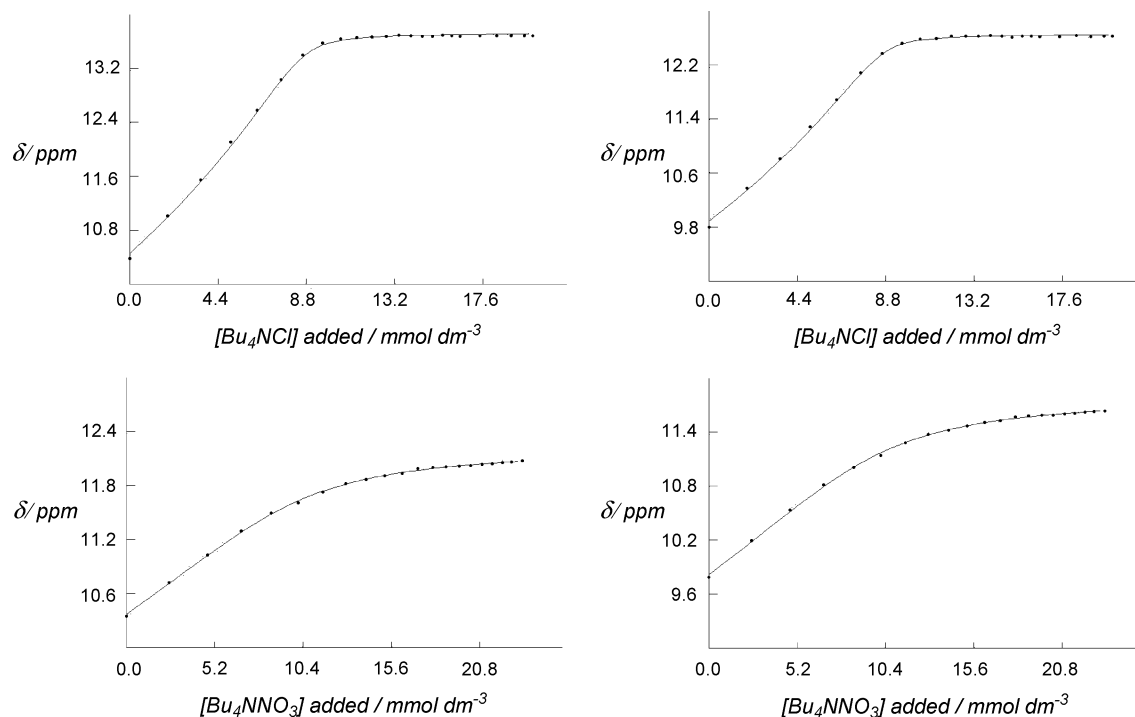 13.2
12.4
11.6
10.8
δ/ ppm
0.0 4.4 8.8 13.2 17.6
[Bu₄NCl] added / mmol dm⁻³
12.2
11.4
10.6
9.8
δ/ ppm
0.0 4.4 8.8 13.2 17.6
[Bu₄NCl] added / mmol dm⁻³
12.4
11.8
11.2
10.6
δ/ ppm
0.0 5.2 10.4 15.6 20.8
[Bu₄NNO₃] added / mmol dm⁻³
11.4
10.8
10.2
9.6
δ/ ppm
0.0 5.2 10.4 15.6 20.8
[Bu₄NNO₃] added / mmol dm⁻³